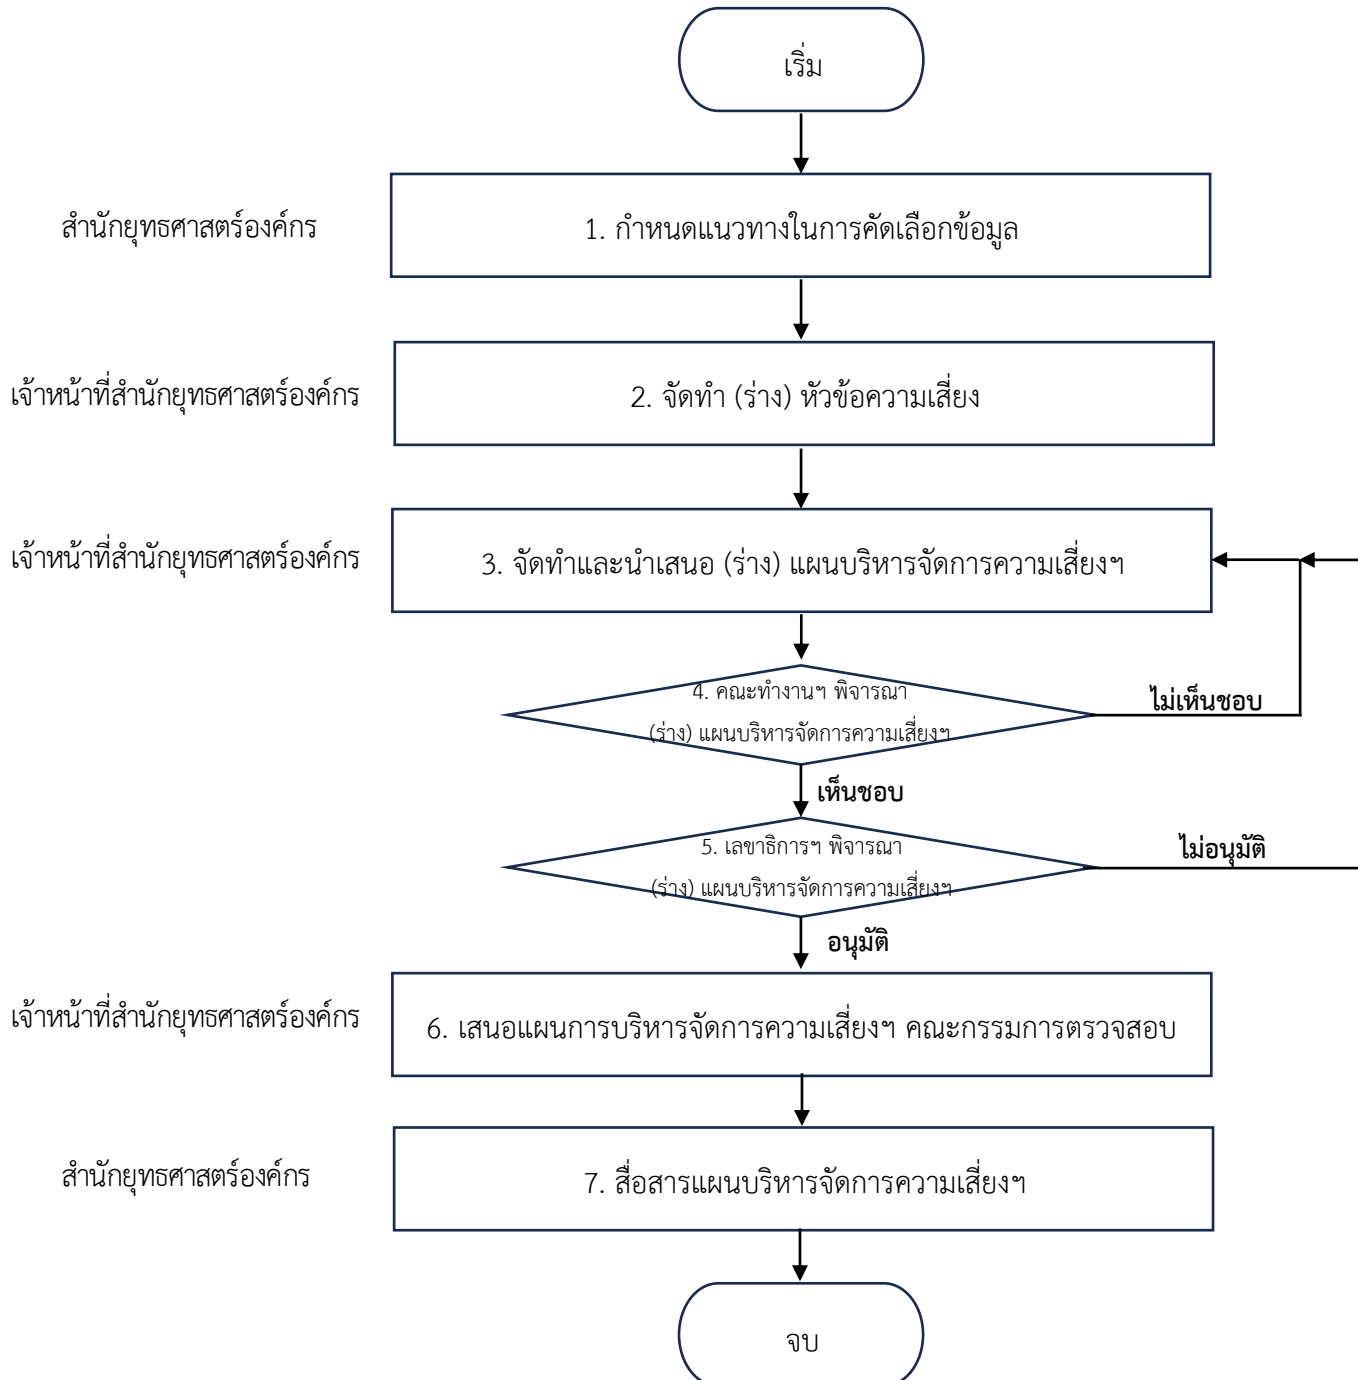 เริ่ม
สำนักยุทธศาสตร์องค์กร
1. กำหนดแนวทางในการคัดเลือกข้อมูล
เจ้าหน้าที่สำนักยุทธศาสตร์องค์กร
2. จัดทำ (ร่าง) หัวข้อความเสี่ยง
เจ้าหน้าที่สำนักยุทธศาสตร์องค์กร
3. จัดทำและนำเสนอ (ร่าง) แผนบริหารจัดการความเสี่ยงฯ
4. คณะทำงานฯ พิจารณา
(ร่าง) แผนบริหารจัดการความเสี่ยงฯ
ไม่เห็นชอบ
เห็นชอบ
5. เลขาธิการฯ พิจารณา
(ร่าง) แผนบริหารจัดการความเสี่ยงฯ
ไม่อนุมัติ
อนุมัติ
เจ้าหน้าที่สำนักยุทธศาสตร์องค์กร
6. เสนอแผนการบริหารจัดการความเสี่ยงฯ คณะกรรมการตรวจสอบ
สำนักยุทธศาสตร์องค์กร
7. สื่อสารแผนบริหารจัดการความเสี่ยงฯ
จบ